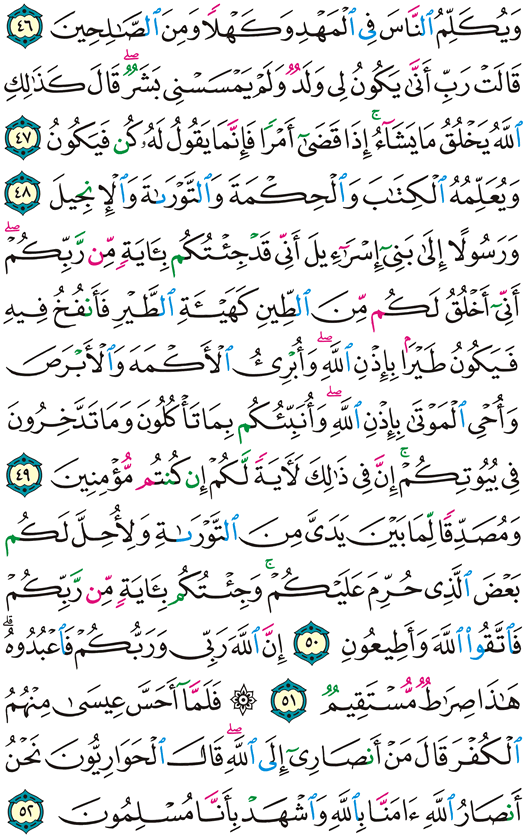 وَيُكَلِّمُ ٱلنَّاسَ فِى ٱلْمَهْدِ وَكَهْلًا وَمِنَ ٱلصَّٰلِحِينَ ٤٦
قَالَتْ رَبِّ أَنَّىٰ يَكُونُ لِى وَلَدٌ وَلَمْ يَمْسَسْنِى بَشَرٌ ۖ قَالَ كَذَٰلِكِ
ٱللَّهُ يَخْلُقُ مَا يَشَآءُ ۚ إِذَا قَضَىٰٓ أَمْرًا فَإِنَّمَا يَقُولُ لَهُۥ كُن فَيَكُونُ ٤٧
وَيُعَلِّمُهُ ٱلْكِتَٰبَ وَٱلْحِكْمَةَ وَٱلتَّوْرَىٰةَ وَٱلْإِنجِيلَ ٤٨
وَرَسُولًا إِلَىٰ بَنِىٓ إِسْرَٰٓءِيلَ أَنِّى قَدْ جِئْتُكُم بِـَٔايَةٍ مِّن رَّبِّكُمْ ۖ
أَنِّىٓ أَخْلُقُ لَكُم مِّنَ ٱلطِّينِ كَهَيْـَٔةِ ٱلطَّيْرِ فَأَنفُخُ فِيهِ
فَيَكُونُ طَيْرًۢا بِإِذْنِ ٱللَّهِ ۖ وَأُبْرِئُ ٱلْأَكْمَهَ وَٱلْأَبْرَصَ
وَأُحْىِ ٱلْمَوْتَىٰ بِإِذْنِ ٱللَّهِ ۖ وَأُنَبِّئُكُم بِمَا تَأْكُلُونَ وَمَا تَدَّخِرُونَ
فِى بُيُوتِكُمْ ۚ إِنَّ فِى ذَٰلِكَ لَـَٔايَةً لَّكُمْ إِن كُنتُم مُّؤْمِنِينَ ٤٩
وَمُصَدِّقًا لِّمَا بَيْنَ يَدَىَّ مِنَ ٱلتَّوْرَىٰةِ وَلِأُحِلَّ لَكُم
بَعْضَ ٱلَّذِى حُرِّمَ عَلَيْكُمْ ۚ وَجِئْتُكُم بِـَٔايَةٍ مِّن رَّبِّكُمْ
فَٱتَّقُوا۟ ٱللَّهَ وَأَطِيعُونِ ٥٠ إِنَّ ٱللَّهَ رَبِّى وَرَبُّكُمْ فَٱعْبُدُوهُ ۗ
هَٰذَا صِرَٰطٌ مُّسْتَقِيمٌ ٥١ ۞ فَلَمَّآ أَحَسَّ عِيسَىٰ مِنْهُمُ
ٱلْكُفْرَ قَالَ مَنْ أَنصَارِىٓ إِلَى ٱللَّهِ ۖ قَالَ ٱلْحَوَارِيُّونَ نَحْنُ
أَنصَارُ ٱللَّهِ ءَامَنَّا بِٱللَّهِ وَٱشْهَدْ بِأَنَّا مُسْلِمُونَ ٥٢